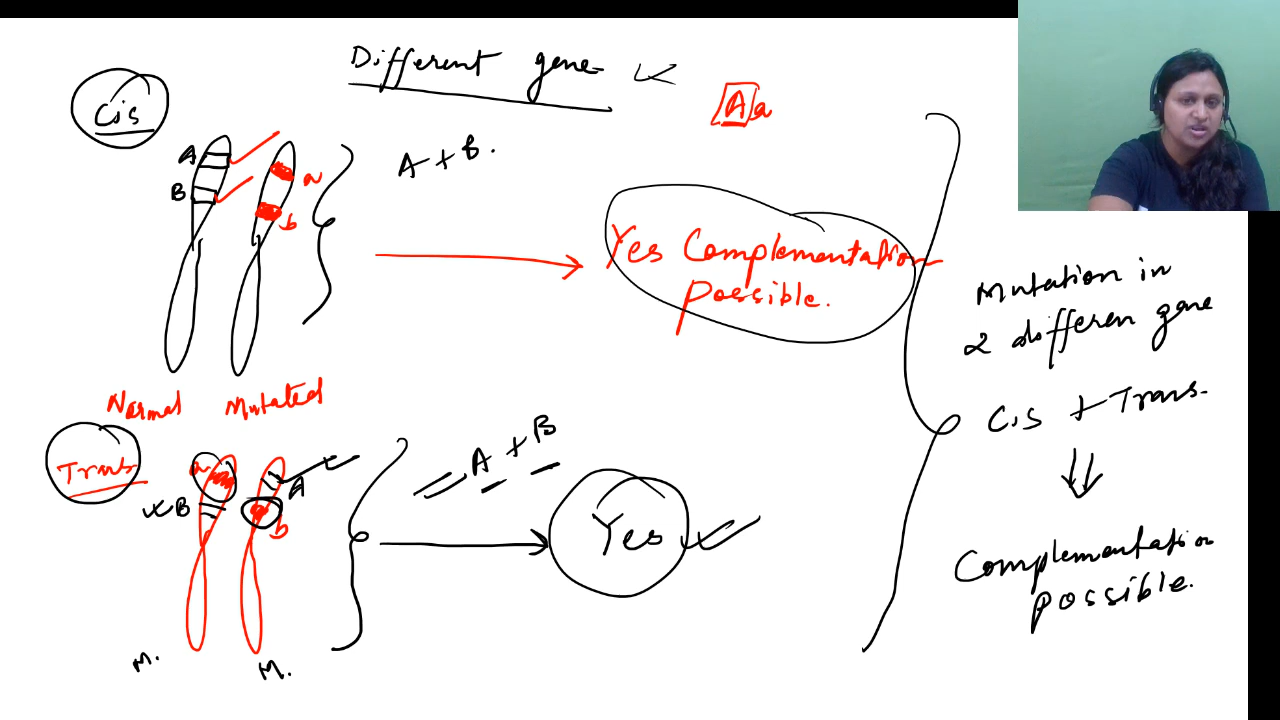 Different gene
Cis
Aa
A
B
a
b
A + B.
Yes Complementation
Possible.
Normal Mutated
Mutation in
2 differen gene
Cis + Trans.
Complementation
possible.
Trans
a
B
A
b
A + B
Yes
M.
M.